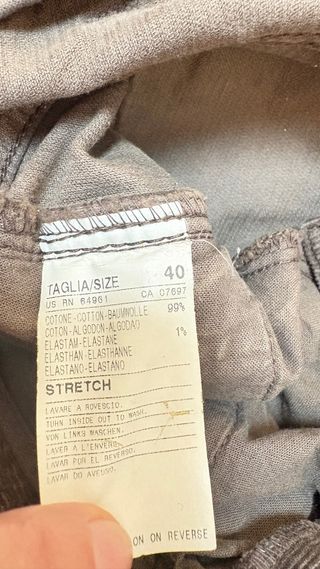 TAGLIA/SIZE 40
US RN 64961 CA 07697
COTONE-COTTON-BAUMWOLLE 99%
COTON-ALGODON-ALGODAO
ELASTAM-ELASTANE 1%
ELASTHAN-ELASTHANNE
ELASTANO-ELASTANO
STRETCH
LAVARE A ROVESCIO.
TURN INSIDE OUT TO WASH.
VON LINKS WASCHEN.
LAVER A L'ENVERS
LAVAR POR EL REVERSO.
LAVAR DO AVESUO.
ON ON REVERSE